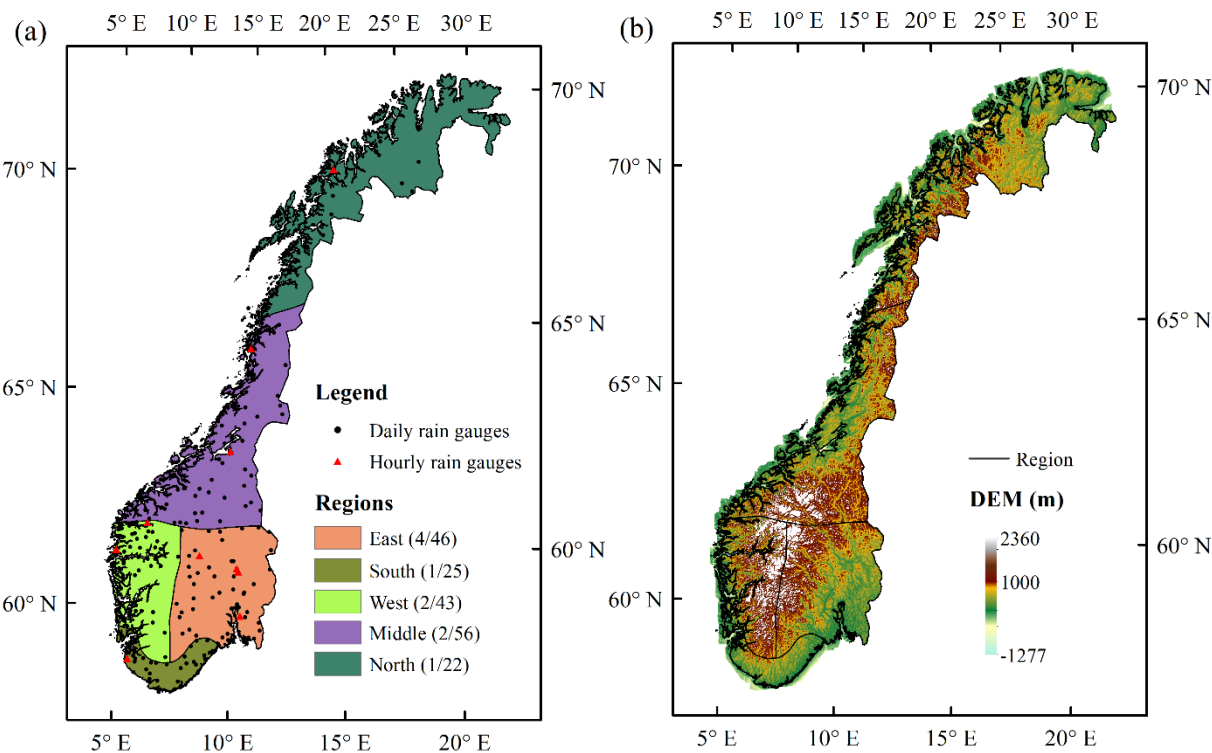 (a)
5° E 10° E 15° E 20° E 25° E 30° E
70° N
65° N
60° N
70° N
65° N
60° N
Legend
Daily rain gauges
Hourly rain gauges
Regions
East (4/46)
South (1/25)
West (2/43)
Middle (2/56)
North (1/22)
5° E 10° E 15° E 20° E
(b)
5° E 10° E 15° E 20° E 25° E 30° E
70° N
65° N
60° N
70° N
65° N
60° N
Region
DEM (m)
2360
1000
-1277
5° E 10° E 15° E 20° E